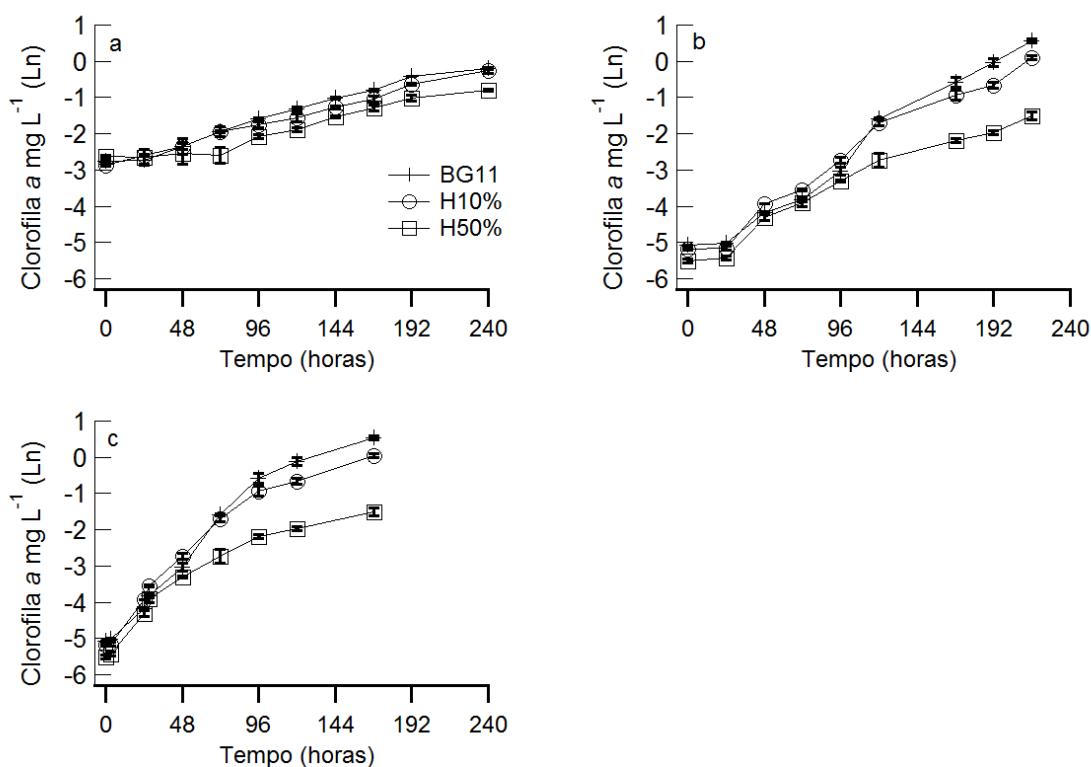 a
Clorofila a mg L⁻¹ (Ln)
1
0
-1
-2
-3
-4
-5
-6
BG11
H10%
H50%
0 48 96 144 192 240
Tempo (horas)
b
Clorofila a mg L⁻¹ (Ln)
1
0
-1
-2
-3
-4
-5
-6
0 48 96 144 192 240
Tempo (horas)
c
Clorofila a mg L⁻¹ (Ln)
1
0
-1
-2
-3
-4
-5
-6
0 48 96 144 192 240
Tempo (horas)